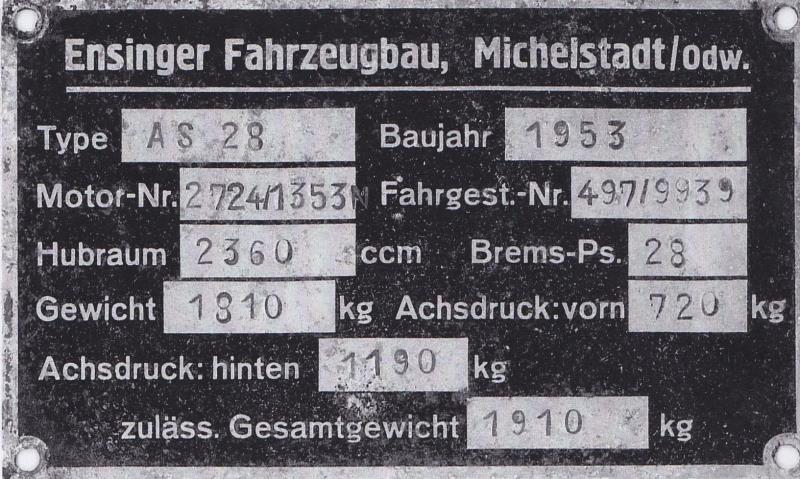 Ensinger Fahrzeugbau, Michelstadt/odw.
Type AS 28 Baujahr 1953
Motor-Nr. 2724/1353N Fahrgest.-Nr. 497/9939
Hubraum 2360 ccm Brems-Ps. 28
Gewicht 1810 kg Achsdruck: vorn 720 kg
Achsdruck: hinten 1190 kg
zuläss. Gesamtgewicht 1910 kg